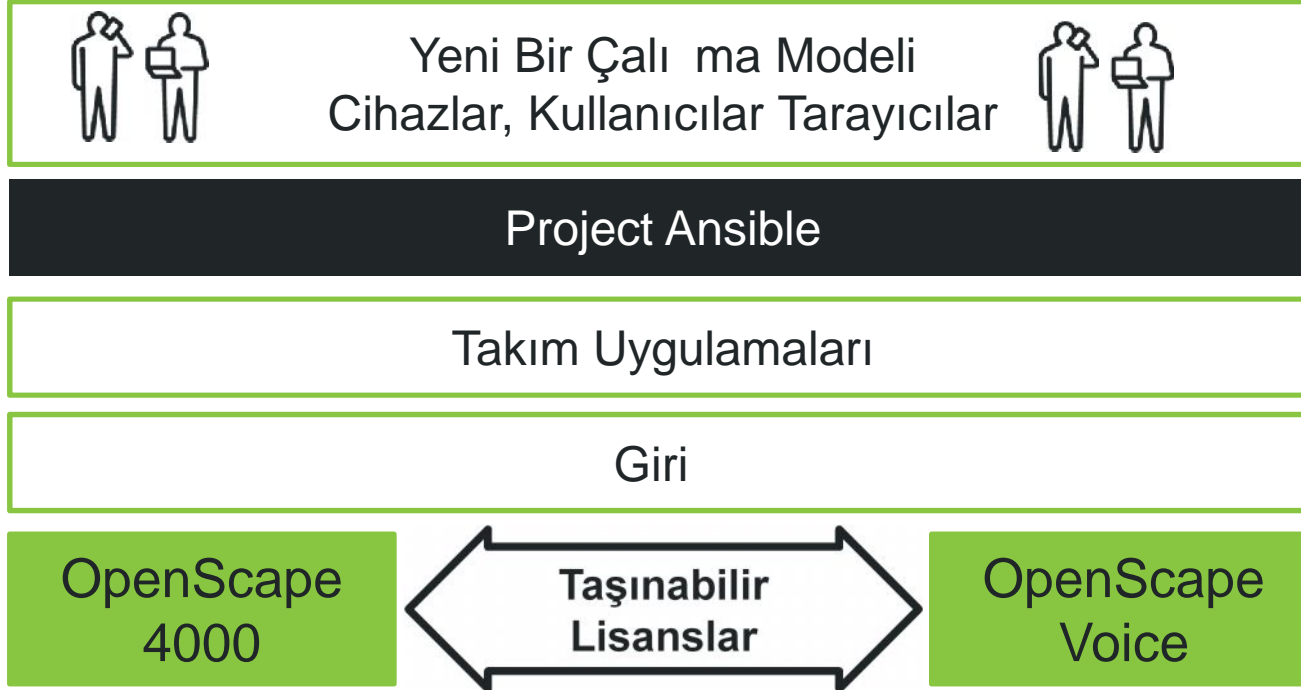 Yeni Bir Çalı ma Modeli
Cihazlar, Kullanıcılar Tarayıcılar
Project Ansible
Takım Uygulamaları
Giri
OpenScape
4000
Taşınabilir
Lisanslar
OpenScape
Voice